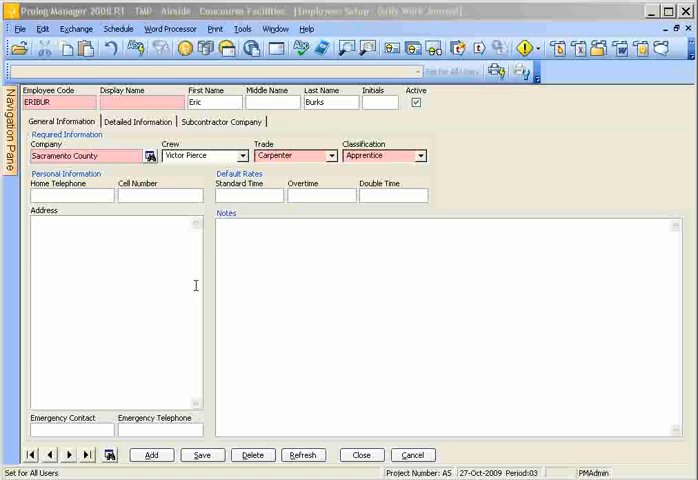 Prolog Manager 2008 R1 TMP - Airside - Concourse Facilities - [Employee Setup - Daily Work Journal]
File Edit Exchange Schedule Word Processor Print Tools Window Help
Set for All Users
Navigation Pane
Employee Code Display Name First Name Middle Name Last Name Initials Active
ERIBUR Eric Burks
General Information Detailed Information Subcontractor Company
Required Information
Company Crew Trade Classification
Sacramento County Victor Pierce Carpenter Apprentice
Personal Information Default Rates
Home Telephone Cell Number Standard Time Overtime Double Time
Address Notes
Emergency Contact Emergency Telephone
Add Save Delete Refresh Close Cancel
Set for All Users Project Number: A5 27-Oct-2009 Period:03 PMAdmin